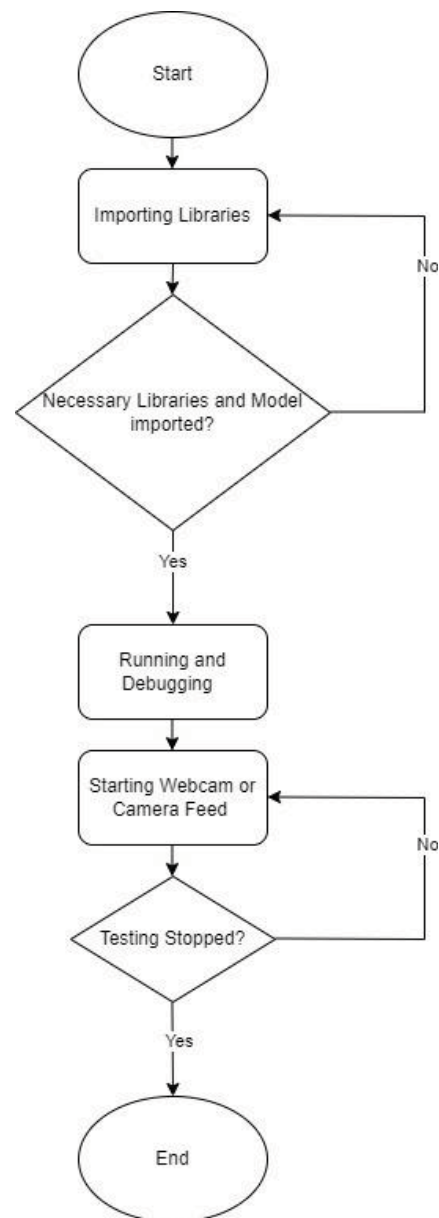 Start
Importing Libraries
No
Necessary Libraries and Model
imported?
Yes
Running and
Debugging
Starting Webcam or
Camera Feed
No
Testing Stopped?
Yes
End